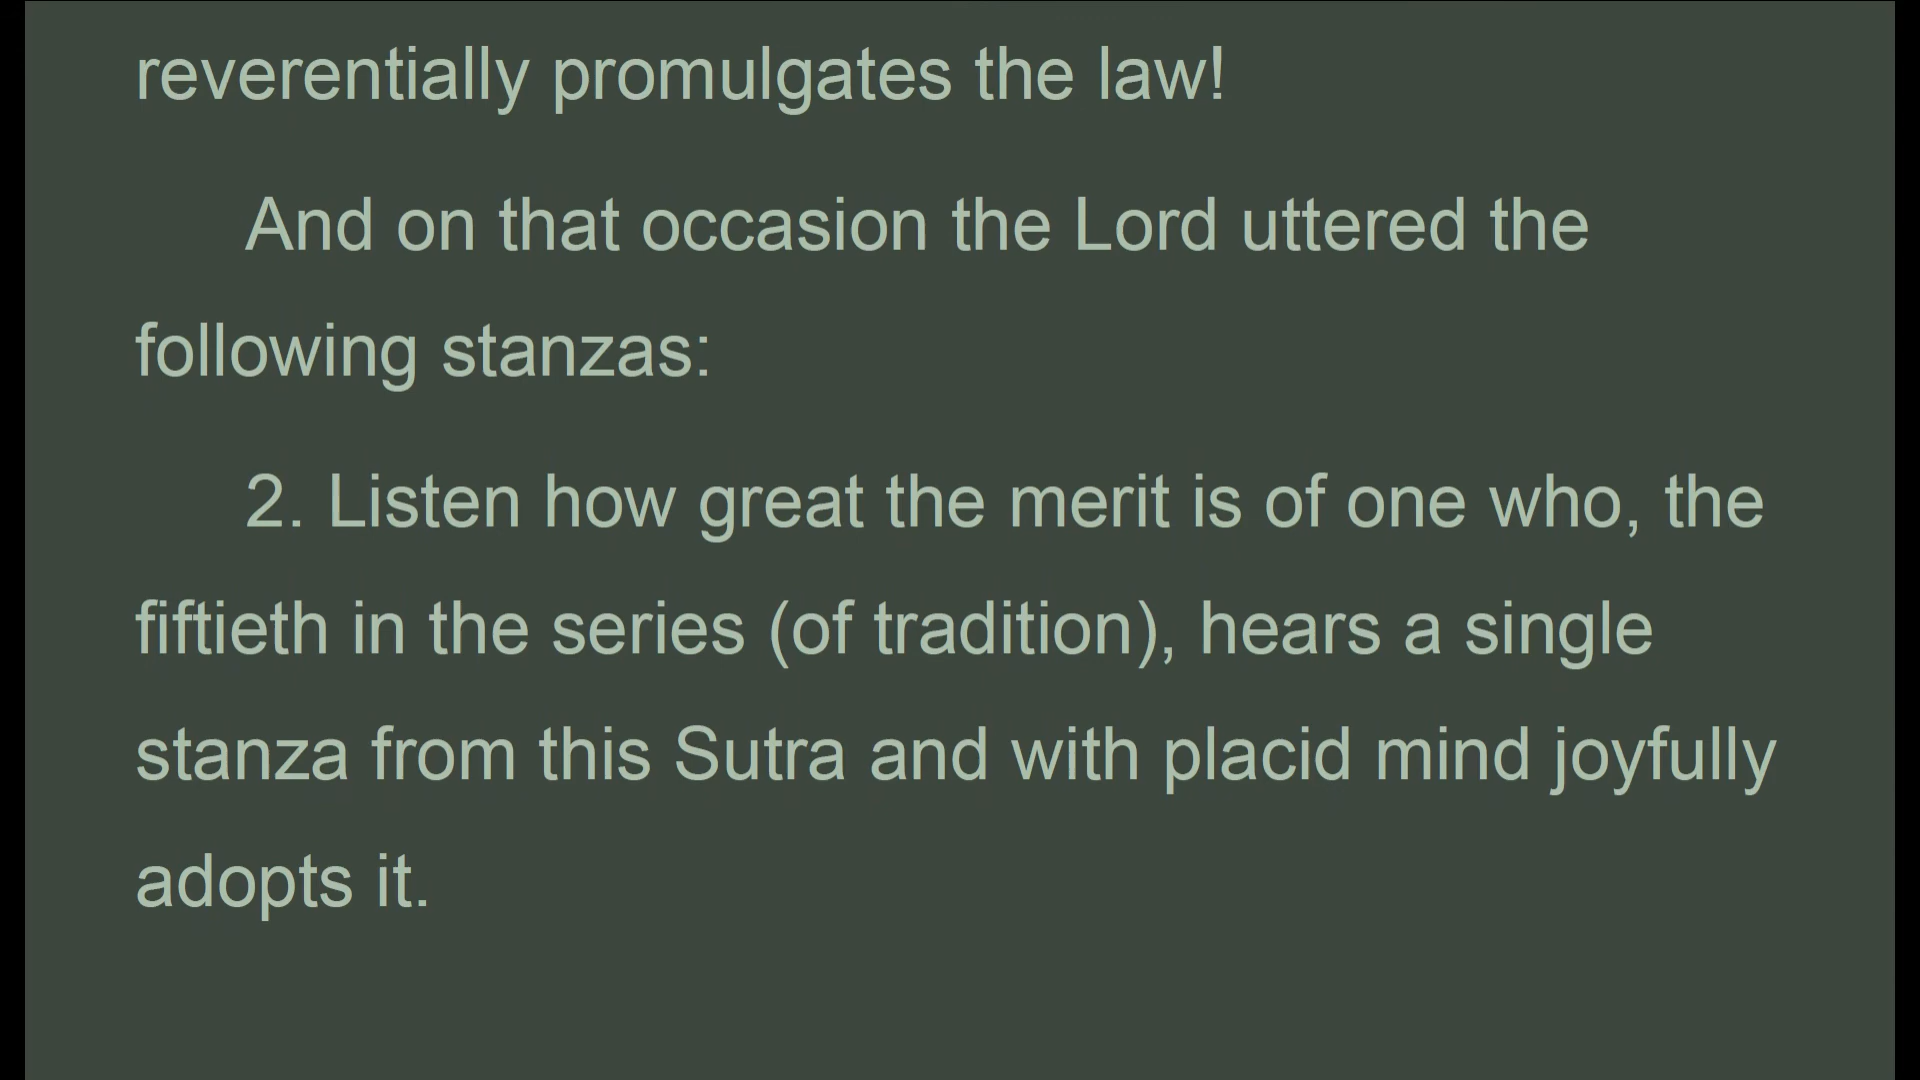 reverentially promulgates the law!
And on that occasion the Lord uttered the
following stanzas:
2. Listen how great the merit is of one who, the
fiftieth in the series (of tradition), hears a single
stanza from this Sutra and with placid mind joyfully
adopts it.